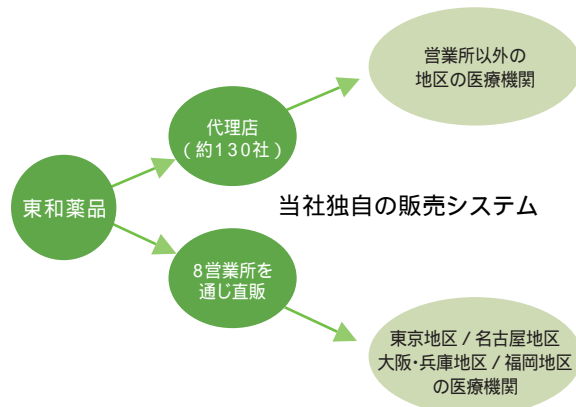 営業所以外の
地区の医療機関
代理店
(約130社)
東和薬品
当社独自の販売システム
8営業所を
通じ直販
東京地区/名古屋地区
大阪・兵庫地区/福岡地区
の医療機関